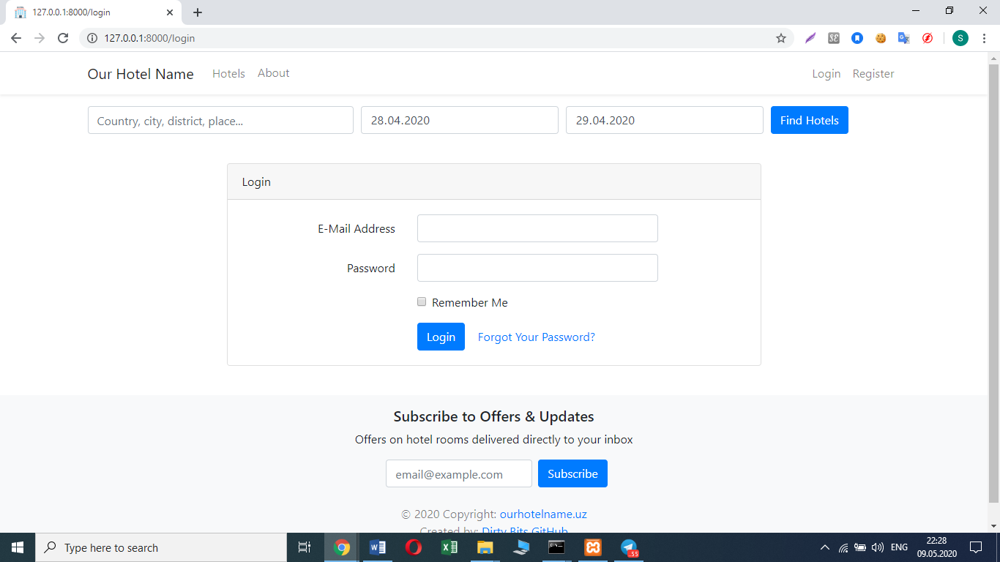 127.0.0.1:8000/login
127.0.0.1:8000/login
S
Our Hotel Name Hotels About Login Register
Country, city, district, place... 28.04.2020 29.04.2020 Find Hotels
Login
E-Mail Address
Password
Remember Me
Login Forgot Your Password?
Subscribe to Offers & Updates
Offers on hotel rooms delivered directly to your inbox
email@example.com Subscribe
© 2020 Copyright: ourhotelname.uz
Created by: Dirty Bits GitHub
Type here to search
.55
ENG
22:28
09.05.2020